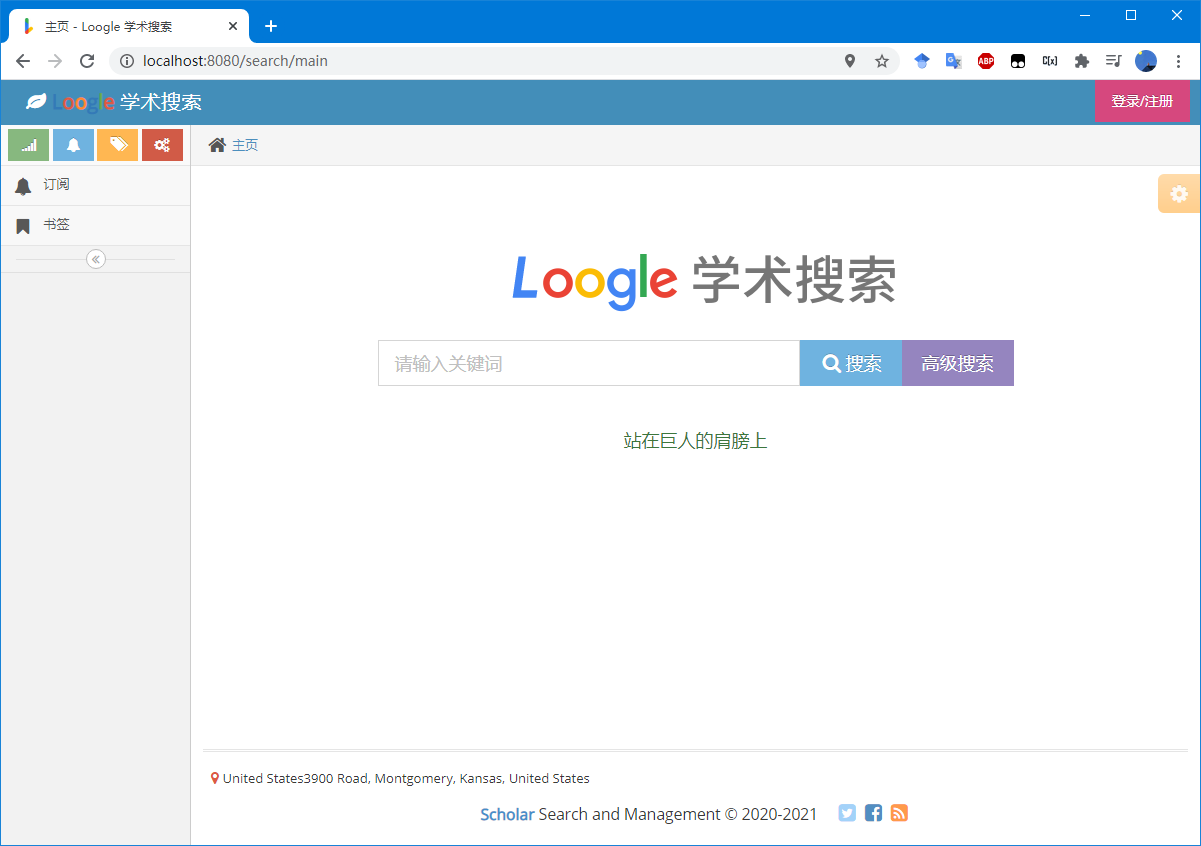 主页 - Loogle 学术搜索
localhost:8080/search/main
ABP
C[x]
Loogle 学术搜索
登录/注册
主页
订阅
书签
Loogle 学术搜索
请输入关键词
搜索
高级搜索
站在巨人的肩膀上
United States3900 Road, Montgomery, Kansas, United States
Scholar Search and Management © 2020-2021